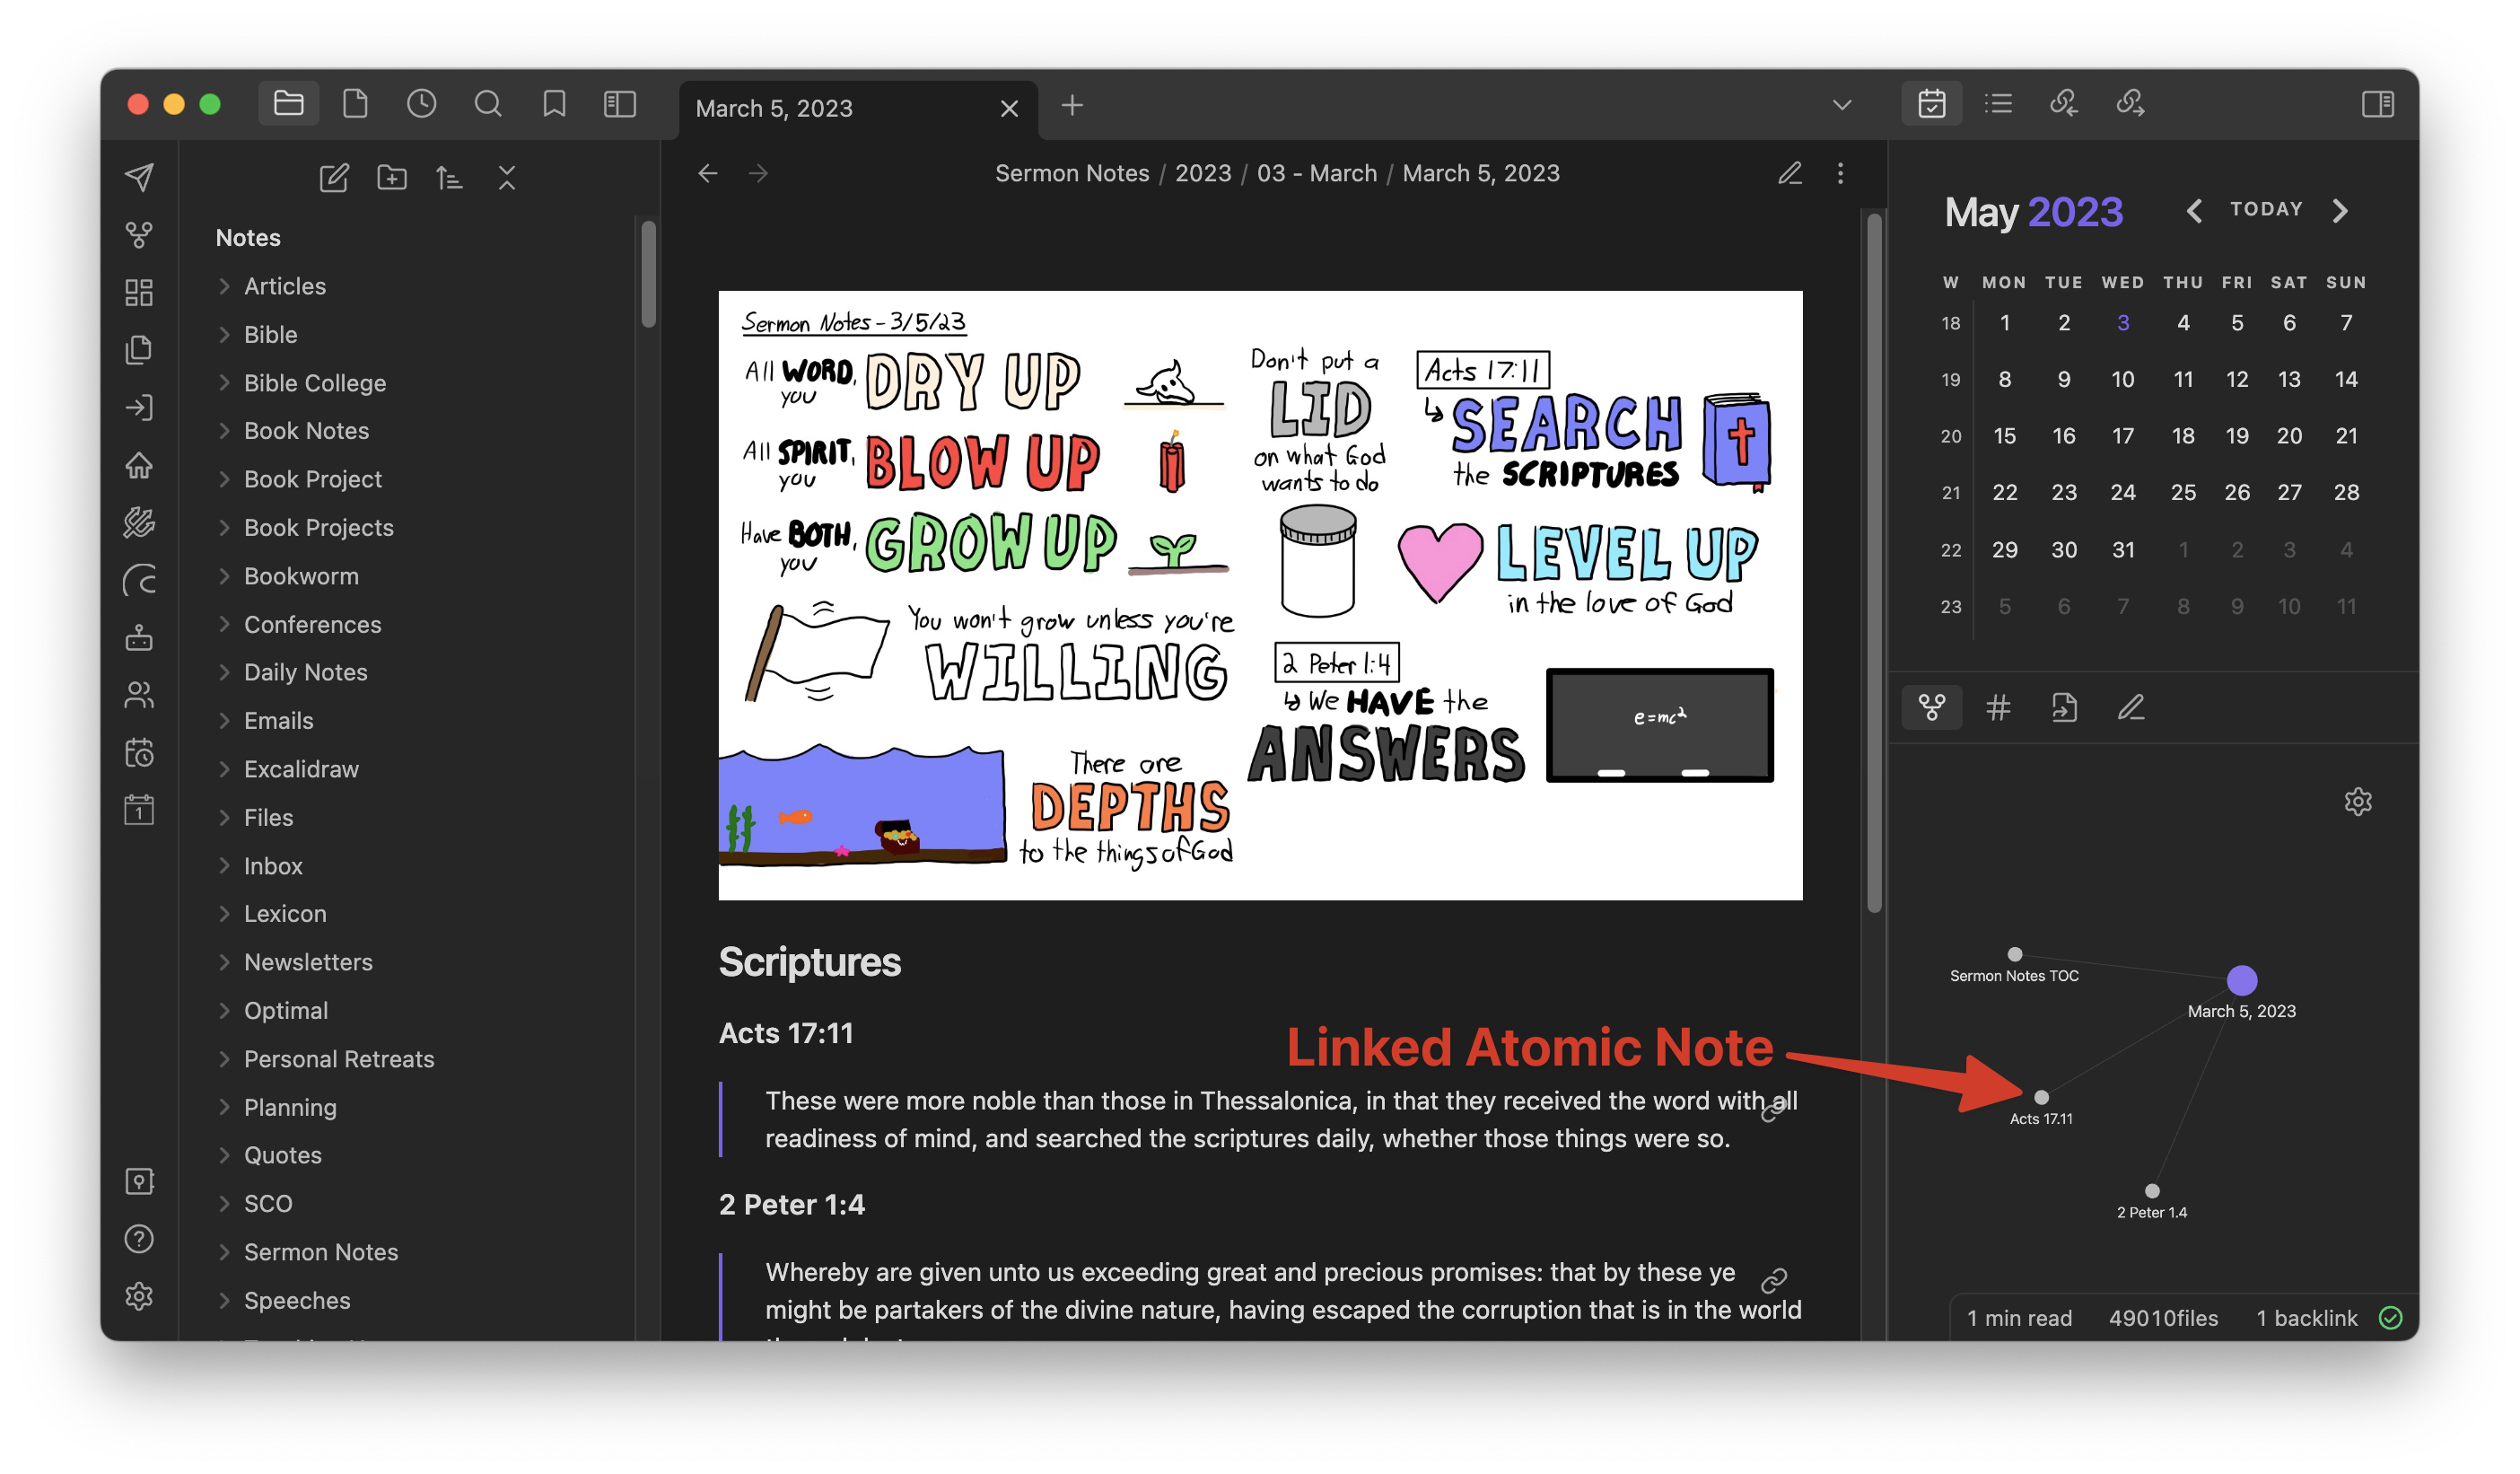 March 5, 2023
Sermon Notes / 2023 / 03 - March / March 5, 2023
Notes
Articles
Bible
Bible College
Book Notes
Book Project
Book Projects
Bookworm
Conferences
Daily Notes
Emails
Excalidraw
Files
Inbox
Lexicon
Newsletters
Optimal
Personal Retreats
Planning
Quotes
SCO
Sermon Notes
Speeches
1
Sermon Notes - 3/5/23
All WORD,
you
DRY UP
All SPIRIT,
you
BLOW UP
Have BOTH,
you
GROW UP
You won't grow unless you're
WILLING
There are
DEPTHS
to the things of God
Don't put a
LID
on what God
wants to do
Acts 17:11
SEARCH
the SCRIPTURES
LEVEL UP
in the love of God
2 Peter 1:4
We HAVE the
ANSWERS
e=mc²
Scriptures
Acts 17:11
These were more noble than those in Thessalonica, in that they received the word with all
readiness of mind, and searched the scriptures daily, whether those things were so.
2 Peter 1:4
Whereby are given unto us exceeding great and precious promises: that by these ye
might be partakers of the divine nature, having escaped the corruption that is in the world
Linked Atomic Note
May 2023
TODAY
W MON TUE WED THU FRI SAT SUN
18 1 2 3 4 5 6 7
19 8 9 10 11 12 13 14
20 15 16 17 18 19 20 21
21 22 23 24 25 26 27 28
22 29 30 31 1 2 3 4
23 5 6 7 8 9 10 11
Sermon Notes TOC
March 5, 2023
Acts 17.11
2 Peter 1.4
1 min read 49010files 1 backlink